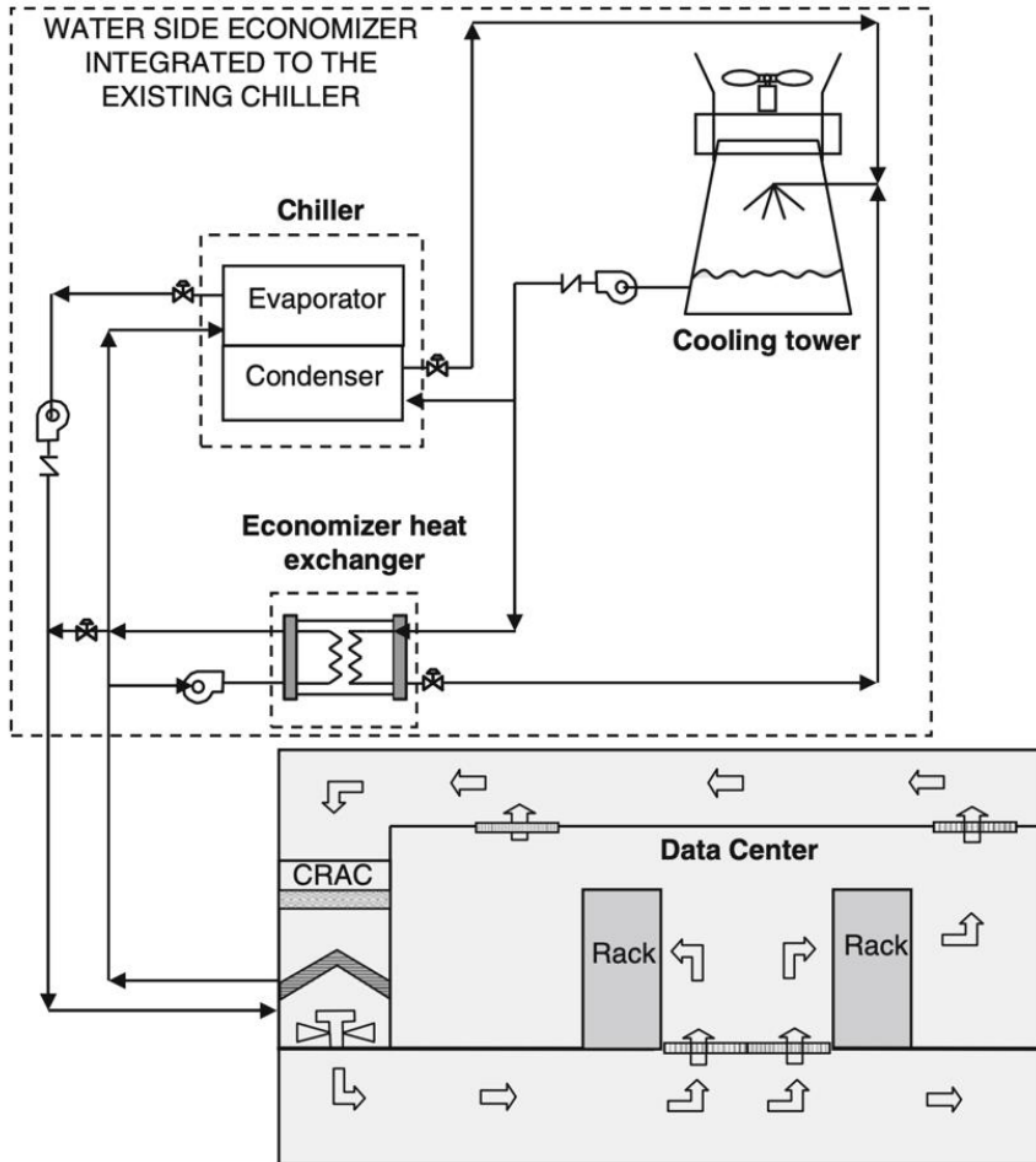 WATER SIDE ECONOMIZER
INTEGRATED TO THE
EXISTING CHILLER
Chiller
Evaporator
Condenser
Cooling tower
Economizer heat
exchanger
Data Center
CRAC
Rack
Rack